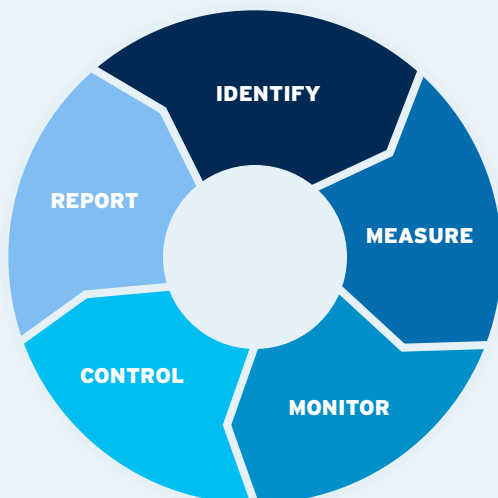 IDENTIFY
MEASURE
MONITOR
CONTROL
REPORT